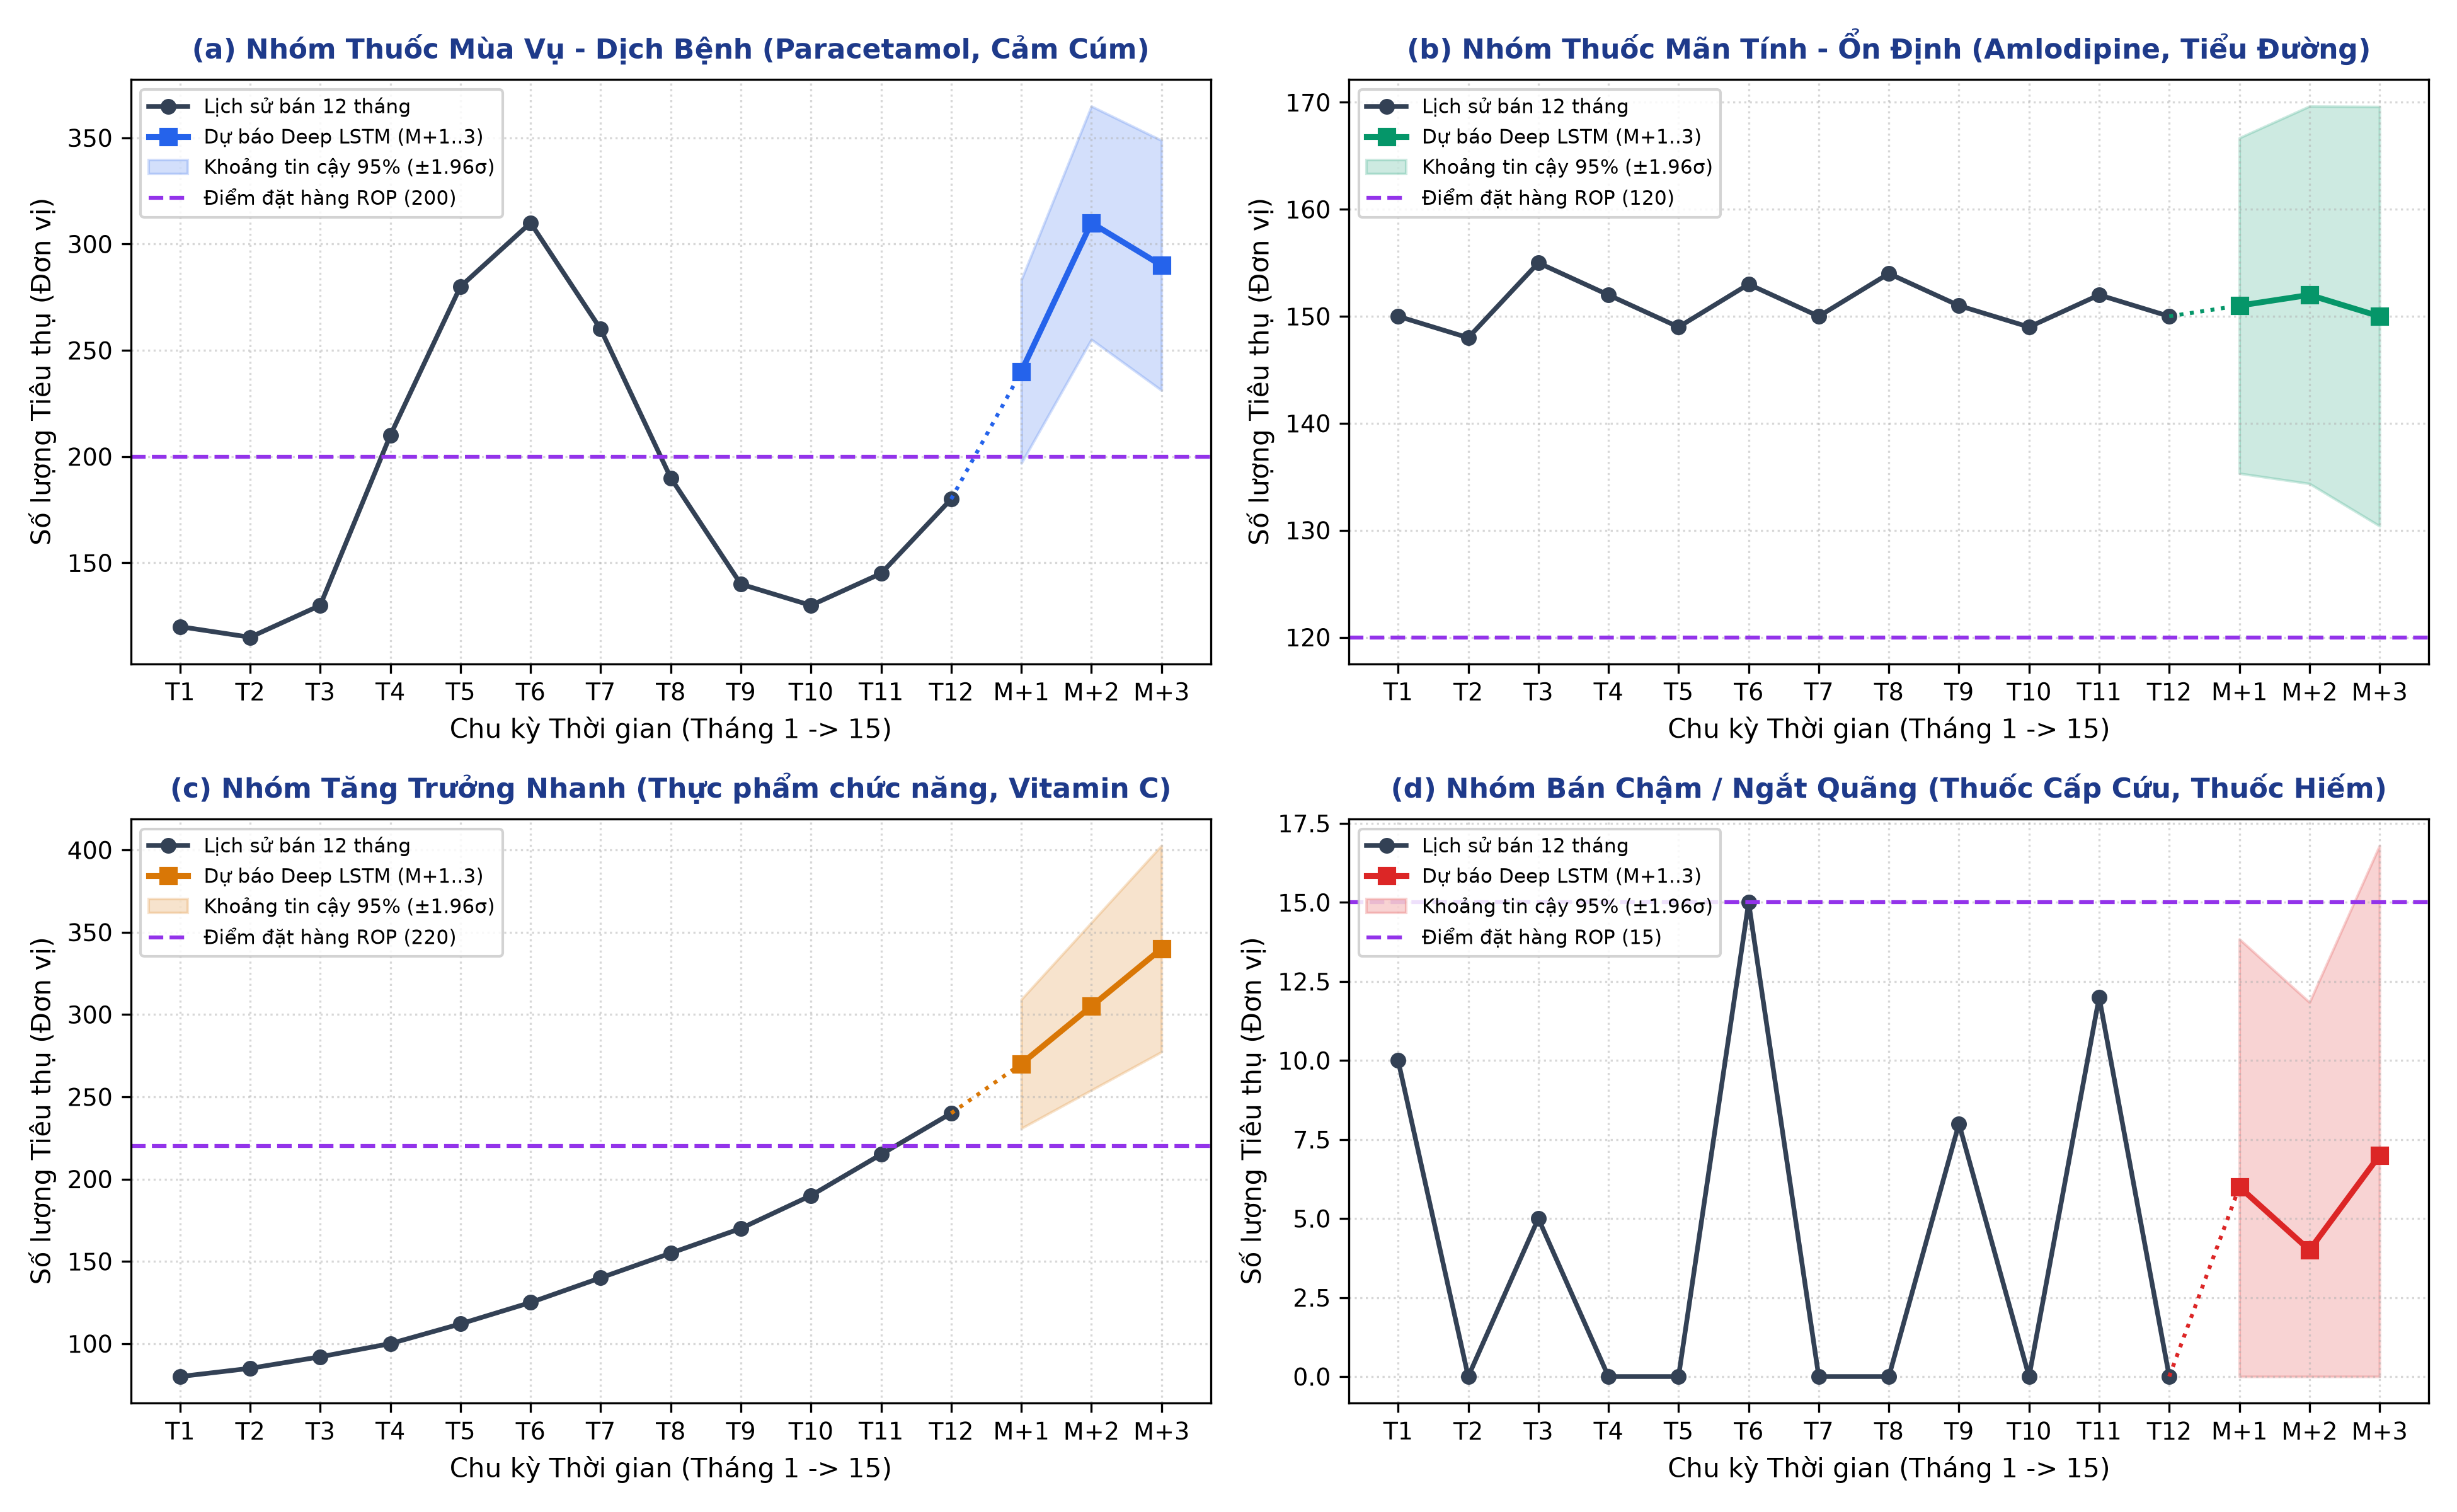 (a) Nhóm Thuốc Mùa Vụ - Dịch Bệnh (Paracetamol, Cảm Cúm)
Số lượng Tiêu thụ (Đơn vị)
350
300
250
200
150
Lịch sử bán 12 tháng
Dự báo Deep LSTM (M+1..3)
Khoảng tin cậy 95% (±1.96σ)
Điểm đặt hàng ROP (200)
T1 T2 T3 T4 T5 T6 T7 T8 T9 T10 T11 T12 M+1 M+2 M+3
Chu kỳ Thời gian (Tháng 1 -> 15)
(b) Nhóm Thuốc Mãn Tính - Ổn Định (Amlodipine, Tiểu Đường)
Số lượng Tiêu thụ (Đơn vị)
170
160
150
140
130
120
Lịch sử bán 12 tháng
Dự báo Deep LSTM (M+1..3)
Khoảng tin cậy 95% (±1.96σ)
Điểm đặt hàng ROP (120)
T1 T2 T3 T4 T5 T6 T7 T8 T9 T10 T11 T12 M+1 M+2 M+3
Chu kỳ Thời gian (Tháng 1 -> 15)
(c) Nhóm Tăng Trưởng Nhanh (Thực phẩm chức năng, Vitamin C)
Số lượng Tiêu thụ (Đơn vị)
400
350
300
250
200
150
100
Lịch sử bán 12 tháng
Dự báo Deep LSTM (M+1..3)
Khoảng tin cậy 95% (±1.96σ)
Điểm đặt hàng ROP (220)
T1 T2 T3 T4 T5 T6 T7 T8 T9 T10 T11 T12 M+1 M+2 M+3
Chu kỳ Thời gian (Tháng 1 -> 15)
(d) Nhóm Bán Chậm / Ngắt Quãng (Thuốc Cấp Cứu, Thuốc Hiếm)
Số lượng Tiêu thụ (Đơn vị)
17.5
15.0
12.5
10.0
7.5
5.0
2.5
0.0
Lịch sử bán 12 tháng
Dự báo Deep LSTM (M+1..3)
Khoảng tin cậy 95% (±1.96σ)
Điểm đặt hàng ROP (15)
T1 T2 T3 T4 T5 T6 T7 T8 T9 T10 T11 T12 M+1 M+2 M+3
Chu kỳ Thời gian (Tháng 1 -> 15)